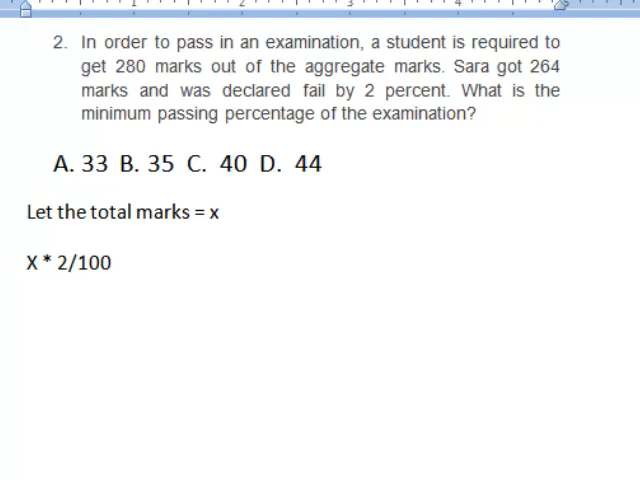 2. In order to pass in an examination, a student is required to
get 280 marks out of the aggregate marks. Sara got 264
marks and was declared fail by 2 percent. What is the
minimum passing percentage of the examination?
A. 33 B. 35 C. 40 D. 44
Let the total marks = x
X * 2/100